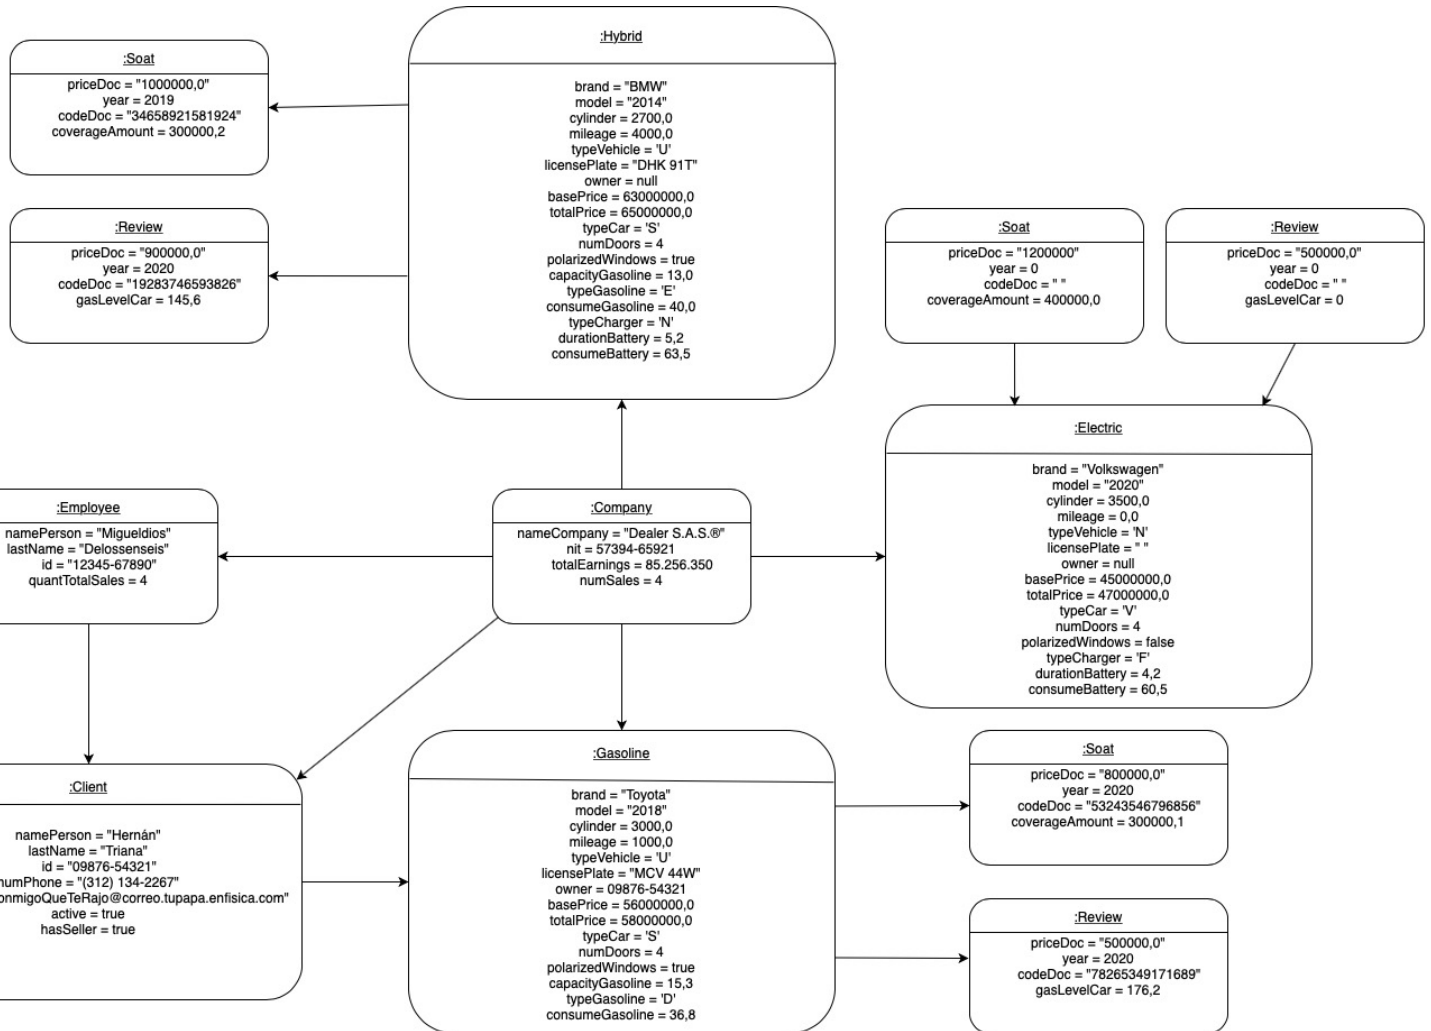 :Hybrid
brand = "BMW"
model = "2014"
cylinder = 2700,0
mileage = 4000,0
typeVehicle = 'U'
licensePlate = "DHK 91T"
owner = null
basePrice = 63000000,0
totalPrice = 65000000,0
typeCar = 'S'
numDoors = 4
polarizedWindows = true
capacityGasoline = 13,0
typeGasoline = 'E'
consumeGasoline = 40,0
typeCharger = 'N'
durationBattery = 5,2
consumeBattery = 63,5
:Soat
priceDoc = "1000000,0"
year = 2019
codeDoc = "34658921581924"
coverageAmount = 300000,2
:Review
priceDoc = "900000,0"
year = 2020
codeDoc = "19283746593826"
gasLevelCar = 145,6
:Soat
priceDoc = "1200000"
year = 0
codeDoc = " "
coverageAmount = 400000,0
:Review
priceDoc = "500000,0"
year = 0
codeDoc = " "
gasLevelCar = 0
:Electric
brand = "Volkswagen"
model = "2020"
cylinder = 3500,0
mileage = 0,0
typeVehicle = 'N'
licensePlate = " "
owner = null
basePrice = 45000000,0
totalPrice = 47000000,0
typeCar = 'V'
numDoors = 4
polarizedWindows = false
typeCharger = 'F'
durationBattery = 4,2
consumeBattery = 60,5
:Employee
namePerson = "Migueldios"
lastName = "Delossenseis"
id = "12345-67890"
quantTotalSales = 4
:Company
nameCompany = "Dealer S.A.S.®"
nit = 57394-65921
totalEarnings = 85.256.350
numSales = 4
:Client
namePerson = "Hernán"
lastName = "Triana"
id = "09876-54321"
numPhone = "(312) 134-2267"
onmigoQueTeRajo@correo.tupapa.enfisica.com"
active = true
hasSeller = true
:Gasoline
brand = "Toyota"
model = "2018"
cylinder = 3000,0
mileage = 1000,0
typeVehicle = 'U'
licensePlate = "MCV 44W"
owner = 09876-54321
basePrice = 56000000,0
totalPrice = 58000000,0
typeCar = 'S'
numDoors = 4
polarizedWindows = true
capacityGasoline = 15,3
typeGasoline = 'D'
consumeGasoline = 36,8
:Soat
priceDoc = "800000,0"
year = 2020
codeDoc = "53243546796856"
coverageAmount = 300000,1
:Review
priceDoc = "500000,0"
year = 2020
codeDoc = "78265349171689"
gasLevelCar = 176,2